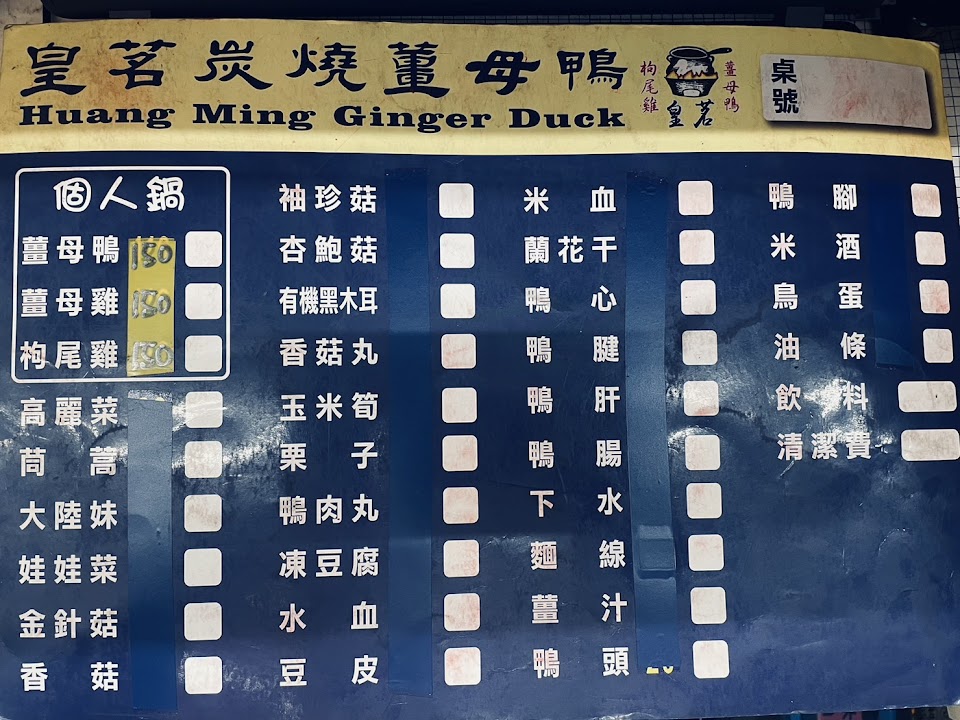 皇茗炭燒薑母鴨
Huang Ming Ginger Duck
枸尾雞
薑母鴨
皇茗
桌號
個人鍋
薑母鴨 150
薑母雞 150
枸尾雞 150
高麗菜
茼蒿
大陸妹
娃娃菜
金針菇
香菇
袖珍菇
杏鮑菇
有機黑木耳
香菇丸
玉米筍
栗子
鴨肉丸
凍豆腐
水血
豆皮
米血
蘭花干
鴨心
鴨腱
鴨肝
鴨腸
下水
麵線
薑汁
鴨頭
鴨腳
米酒
鳥蛋
油條
飲料
清潔費